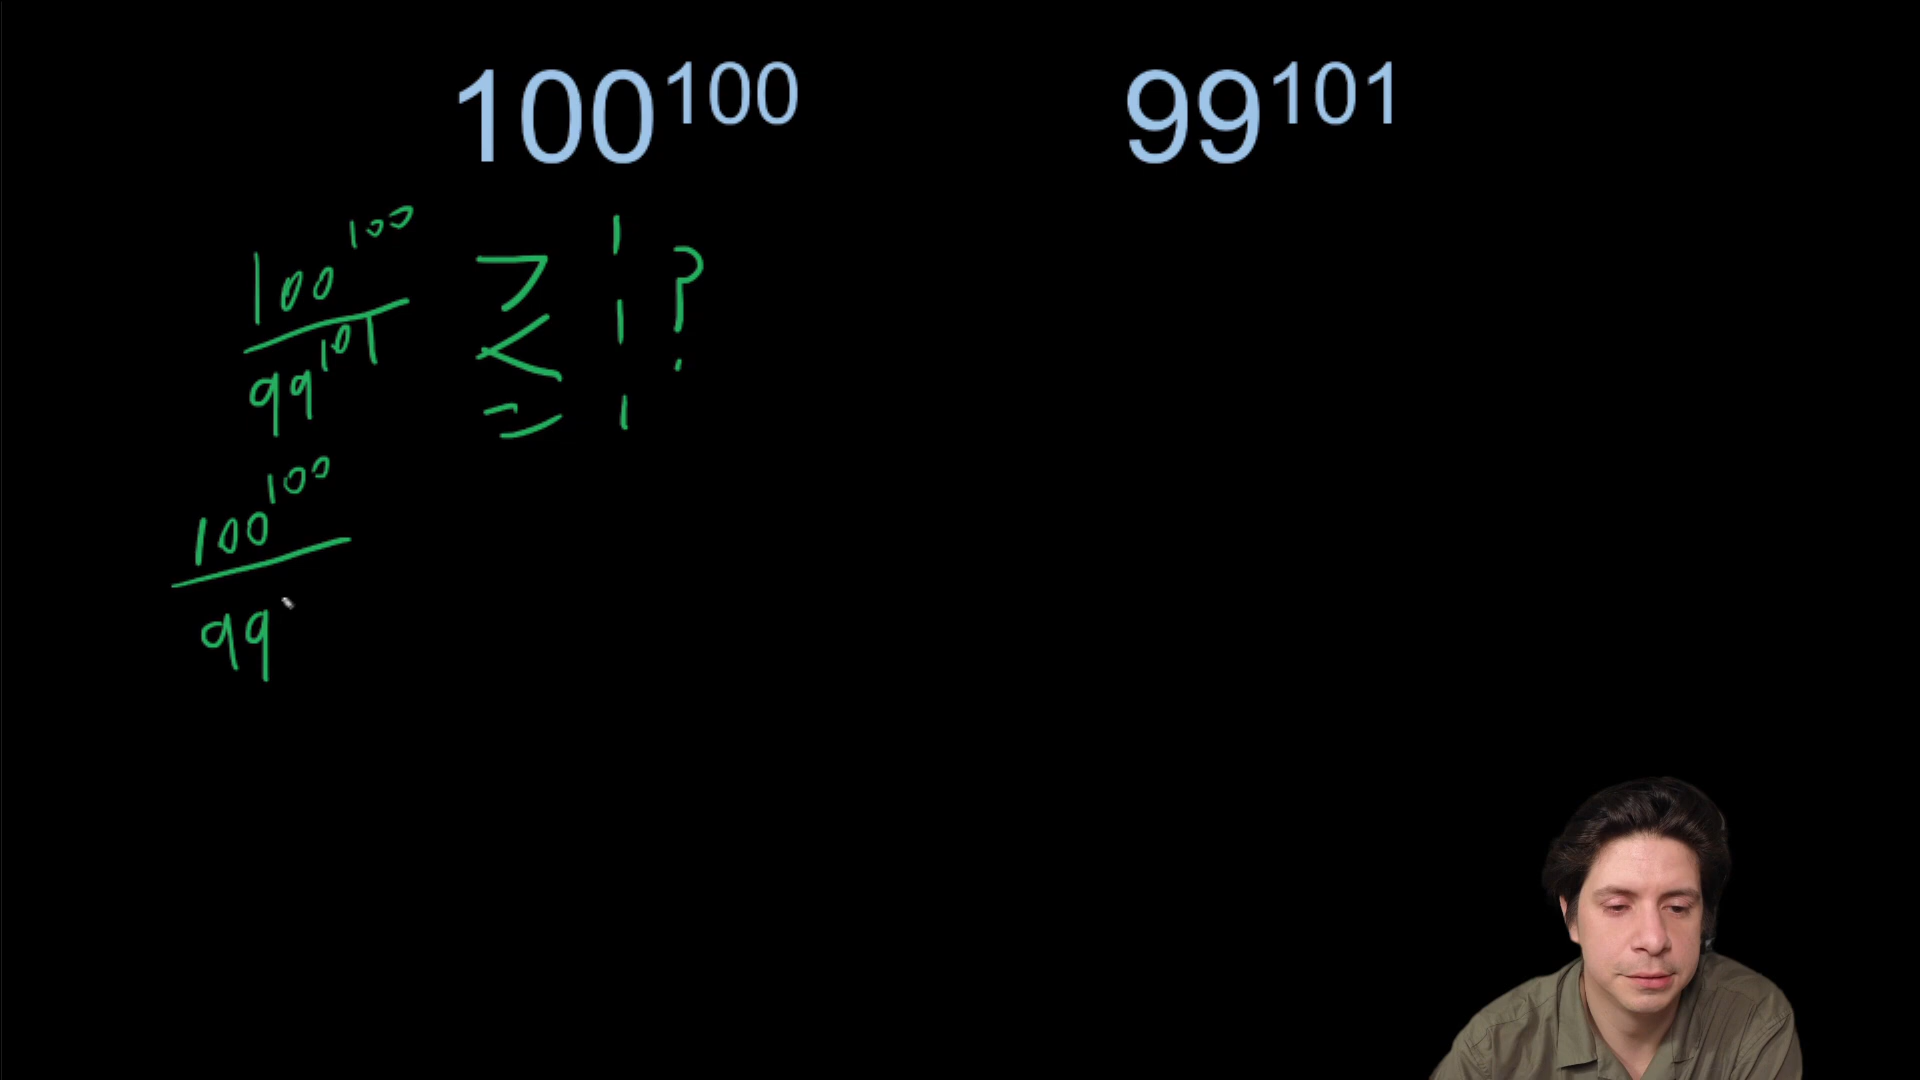 100^100 99^101
100^100 / 99^101 > 1
< 1 ?
= 1
100^100 / 99